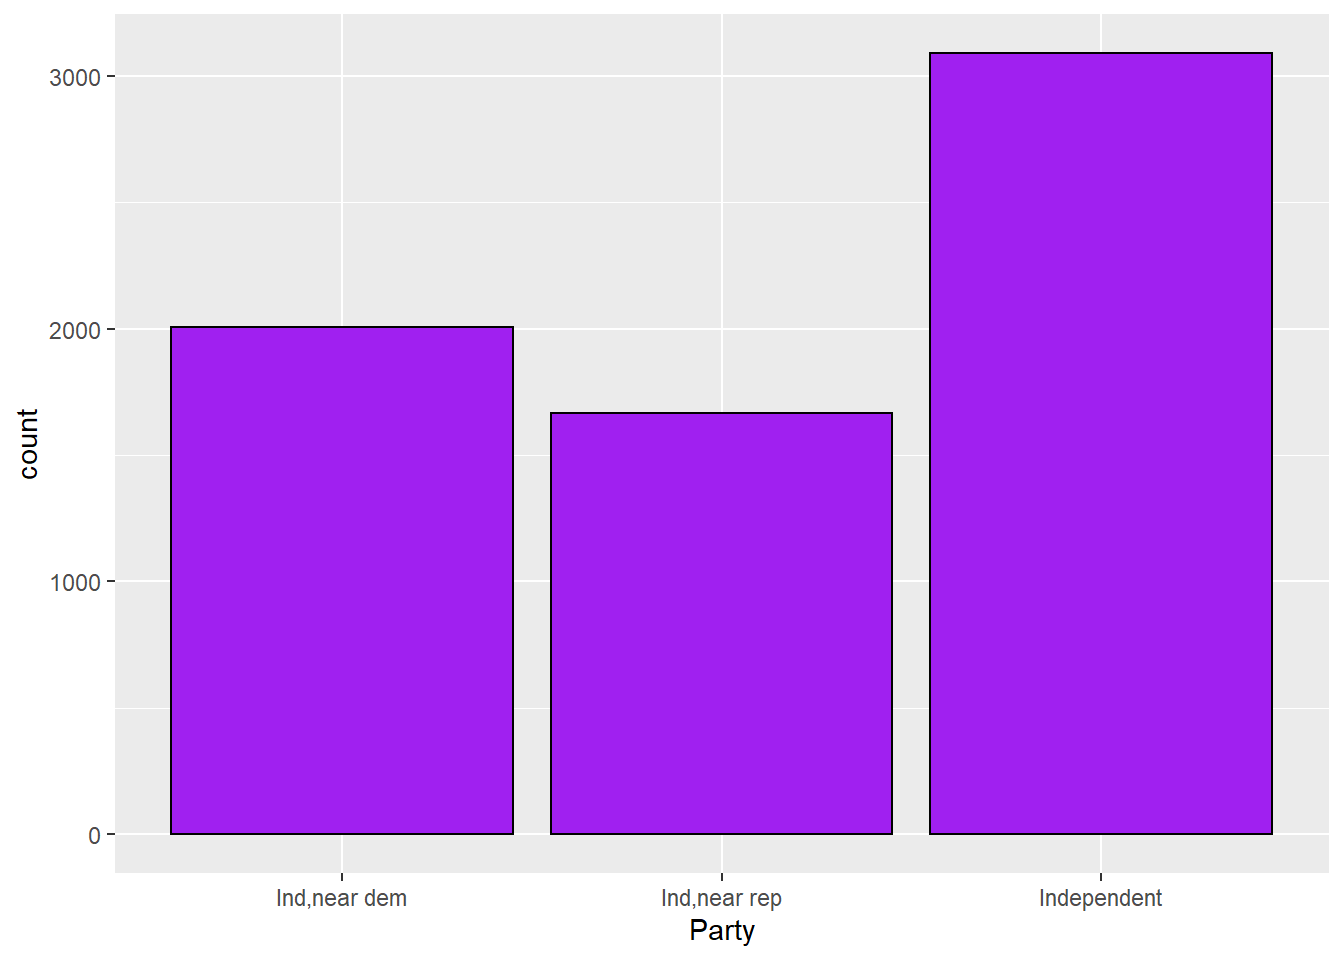 3000
2000
1000
0
count
Ind,near dem
Ind,near rep
Independent
Party